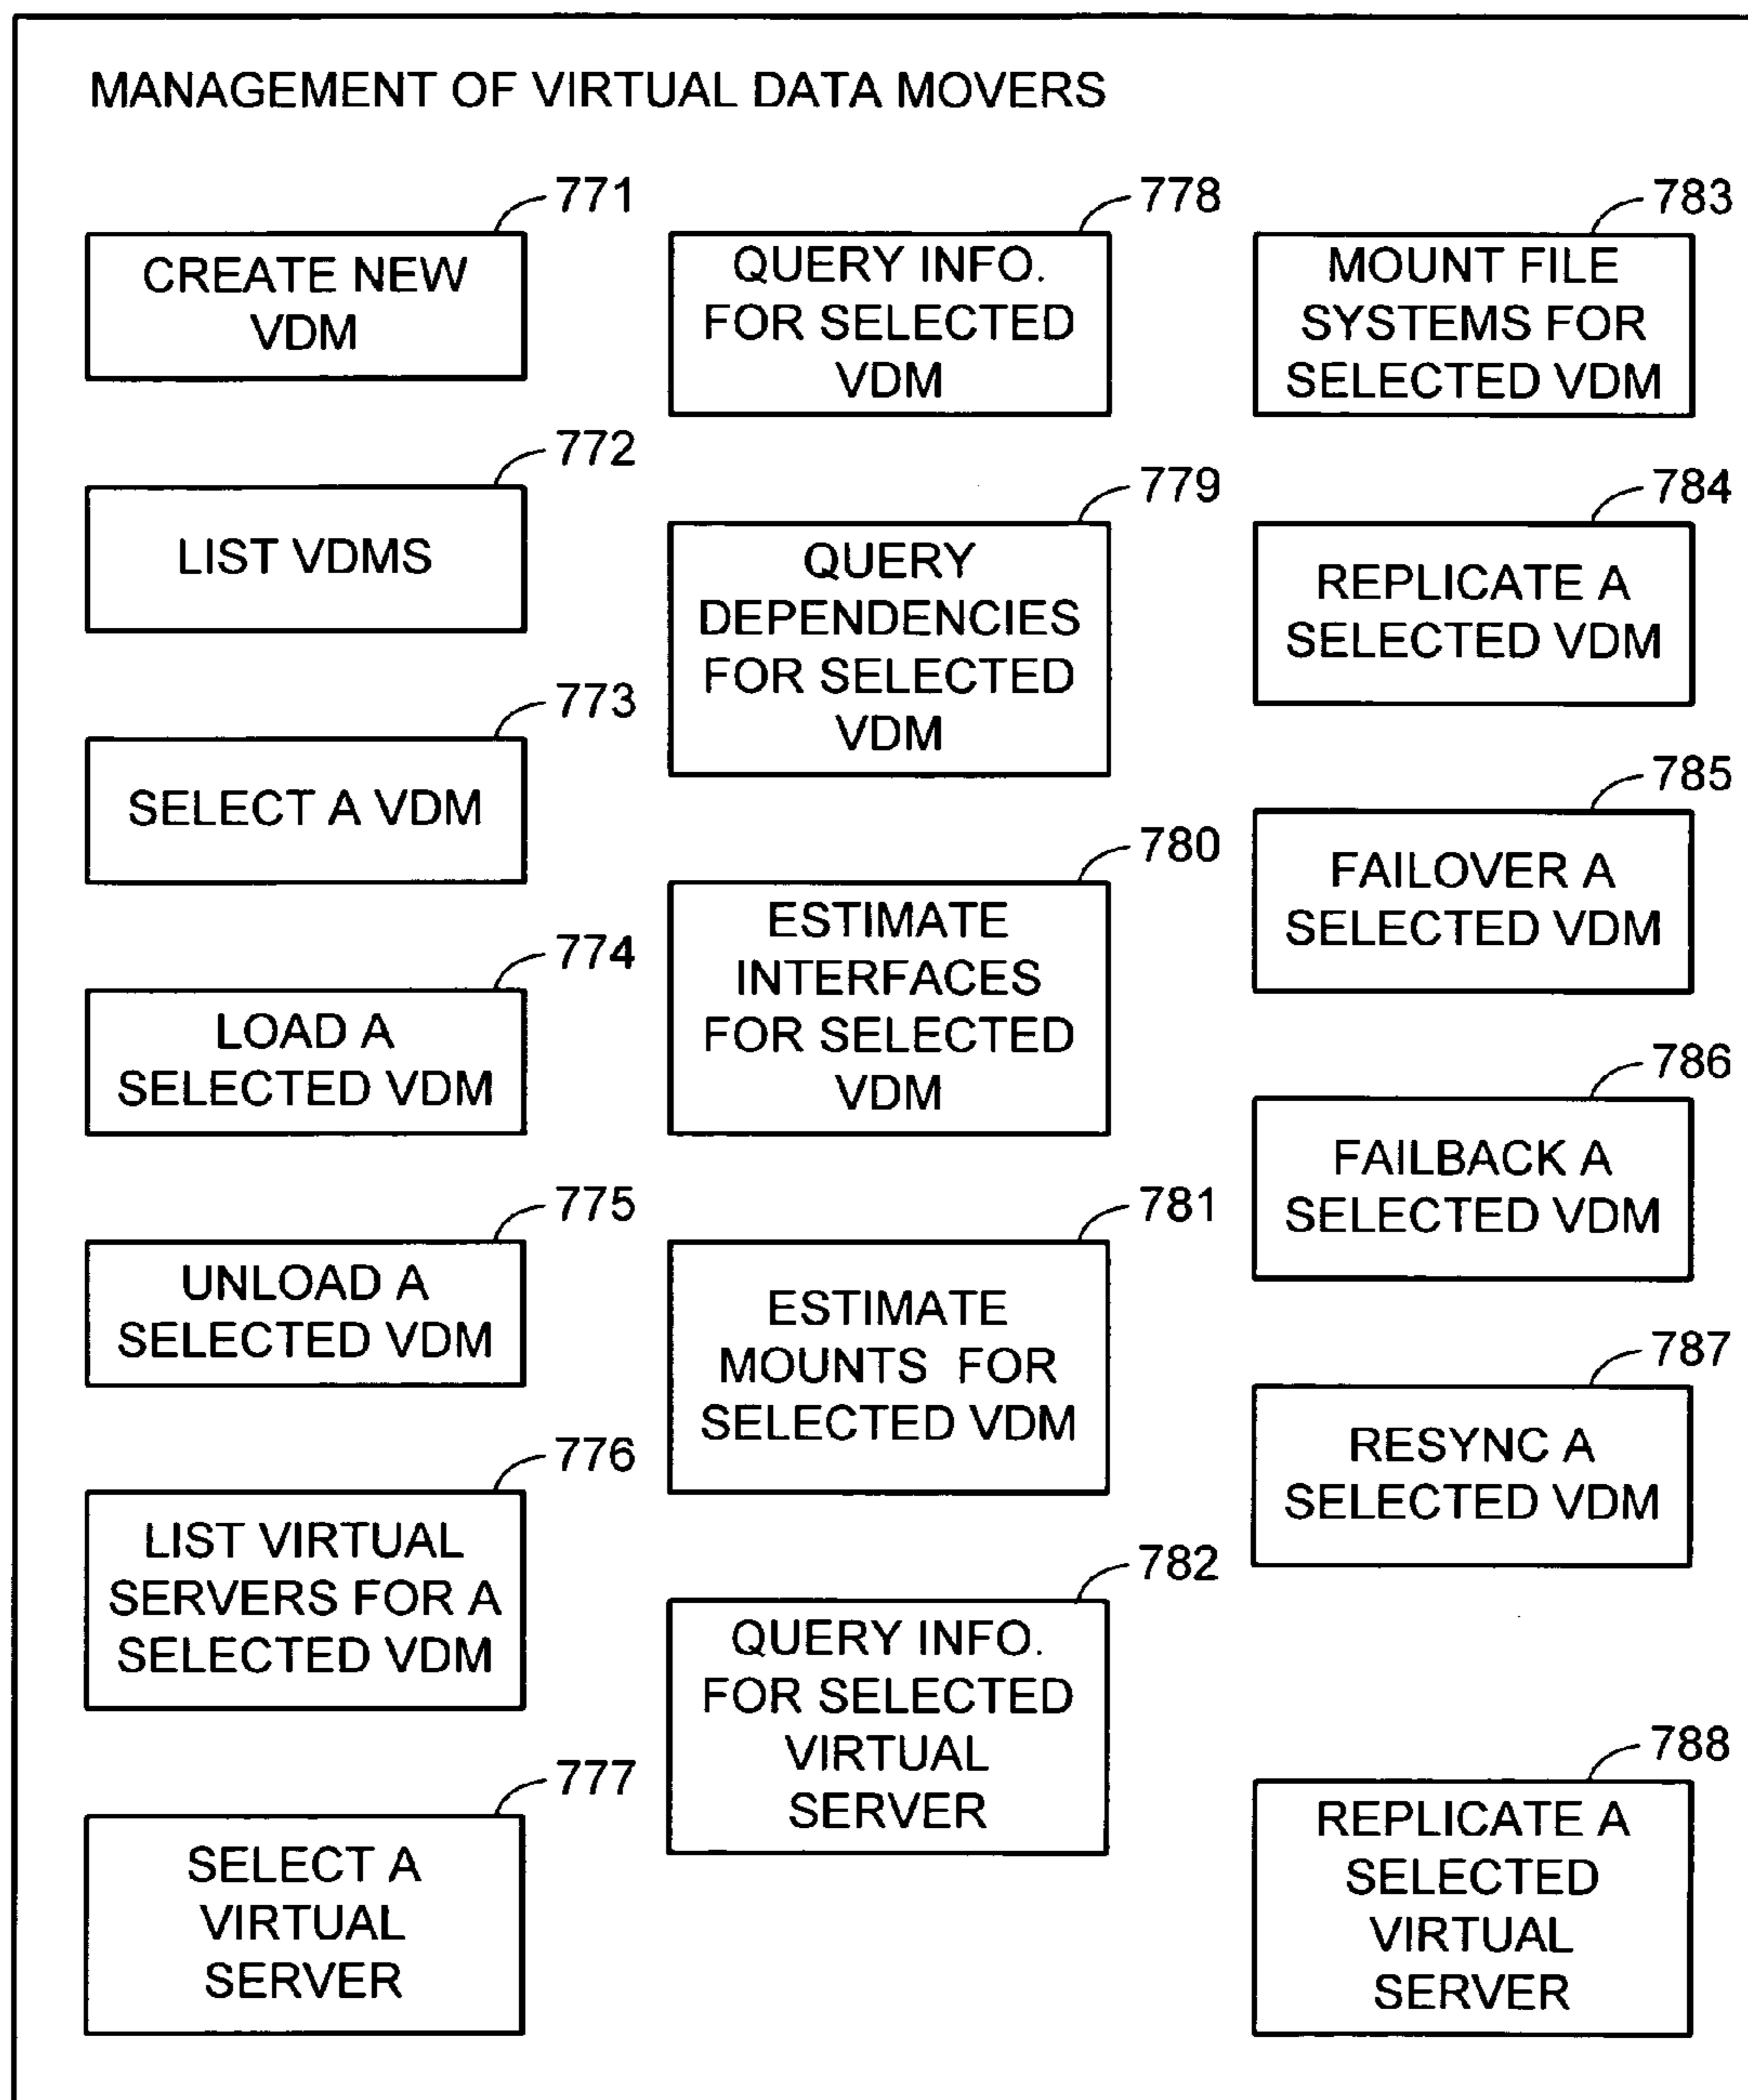 MANAGEMENT OF VIRTUAL DATA MOVERS
771
CREATE NEW
VDM
772
LIST VDMS
773
SELECT A VDM
774
LOAD A
SELECTED VDM
775
UNLOAD A
SELECTED VDM
776
LIST VIRTUAL
SERVERS FOR A
SELECTED VDM
777
SELECT A
VIRTUAL
SERVER
778
QUERY INFO.
FOR SELECTED
VDM
779
QUERY
DEPENDENCIES
FOR SELECTED
VDM
780
ESTIMATE
INTERFACES
FOR SELECTED
VDM
781
ESTIMATE
MOUNTS FOR
SELECTED VDM
782
QUERY INFO.
FOR SELECTED
VIRTUAL
SERVER
783
MOUNT FILE
SYSTEMS FOR
SELECTED VDM
784
REPLICATE A
SELECTED VDM
785
FAILOVER A
SELECTED VDM
786
FAILBACK A
SELECTED VDM
787
RESYNC A
SELECTED VDM
788
REPLICATE A
SELECTED
VIRTUAL
SERVER